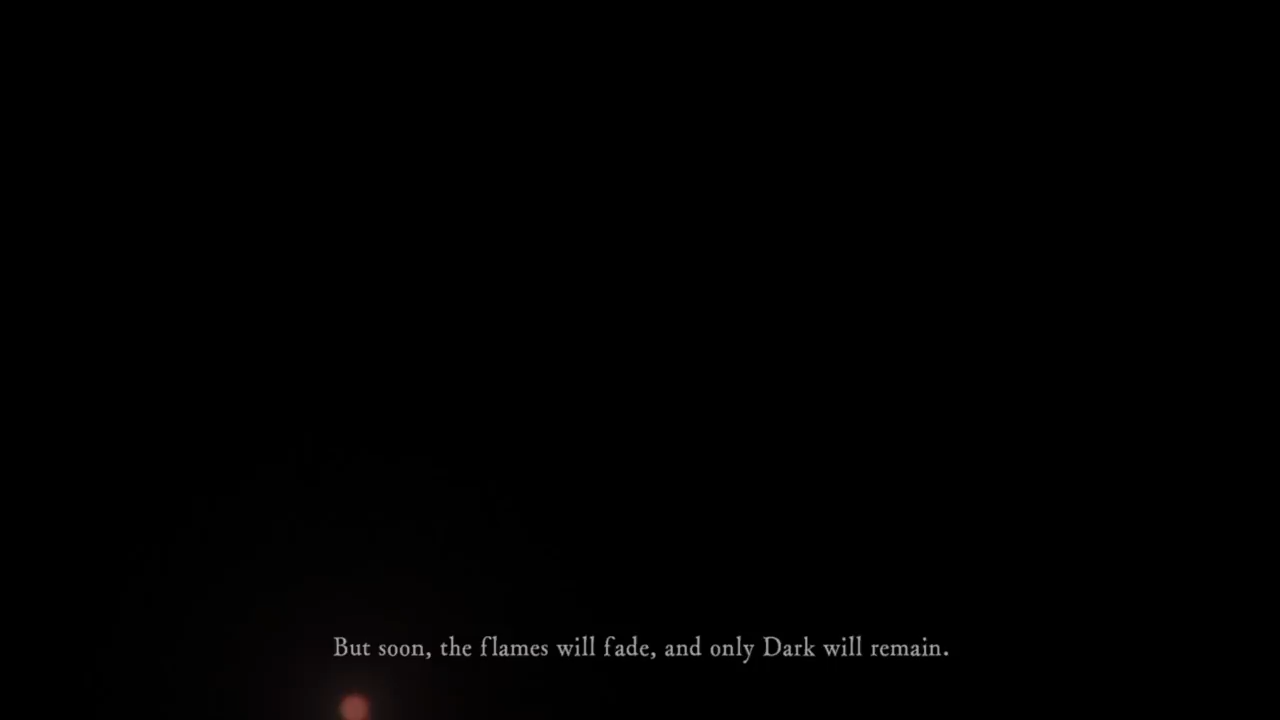 But soon, the flames will fade, and only Dark will remain.